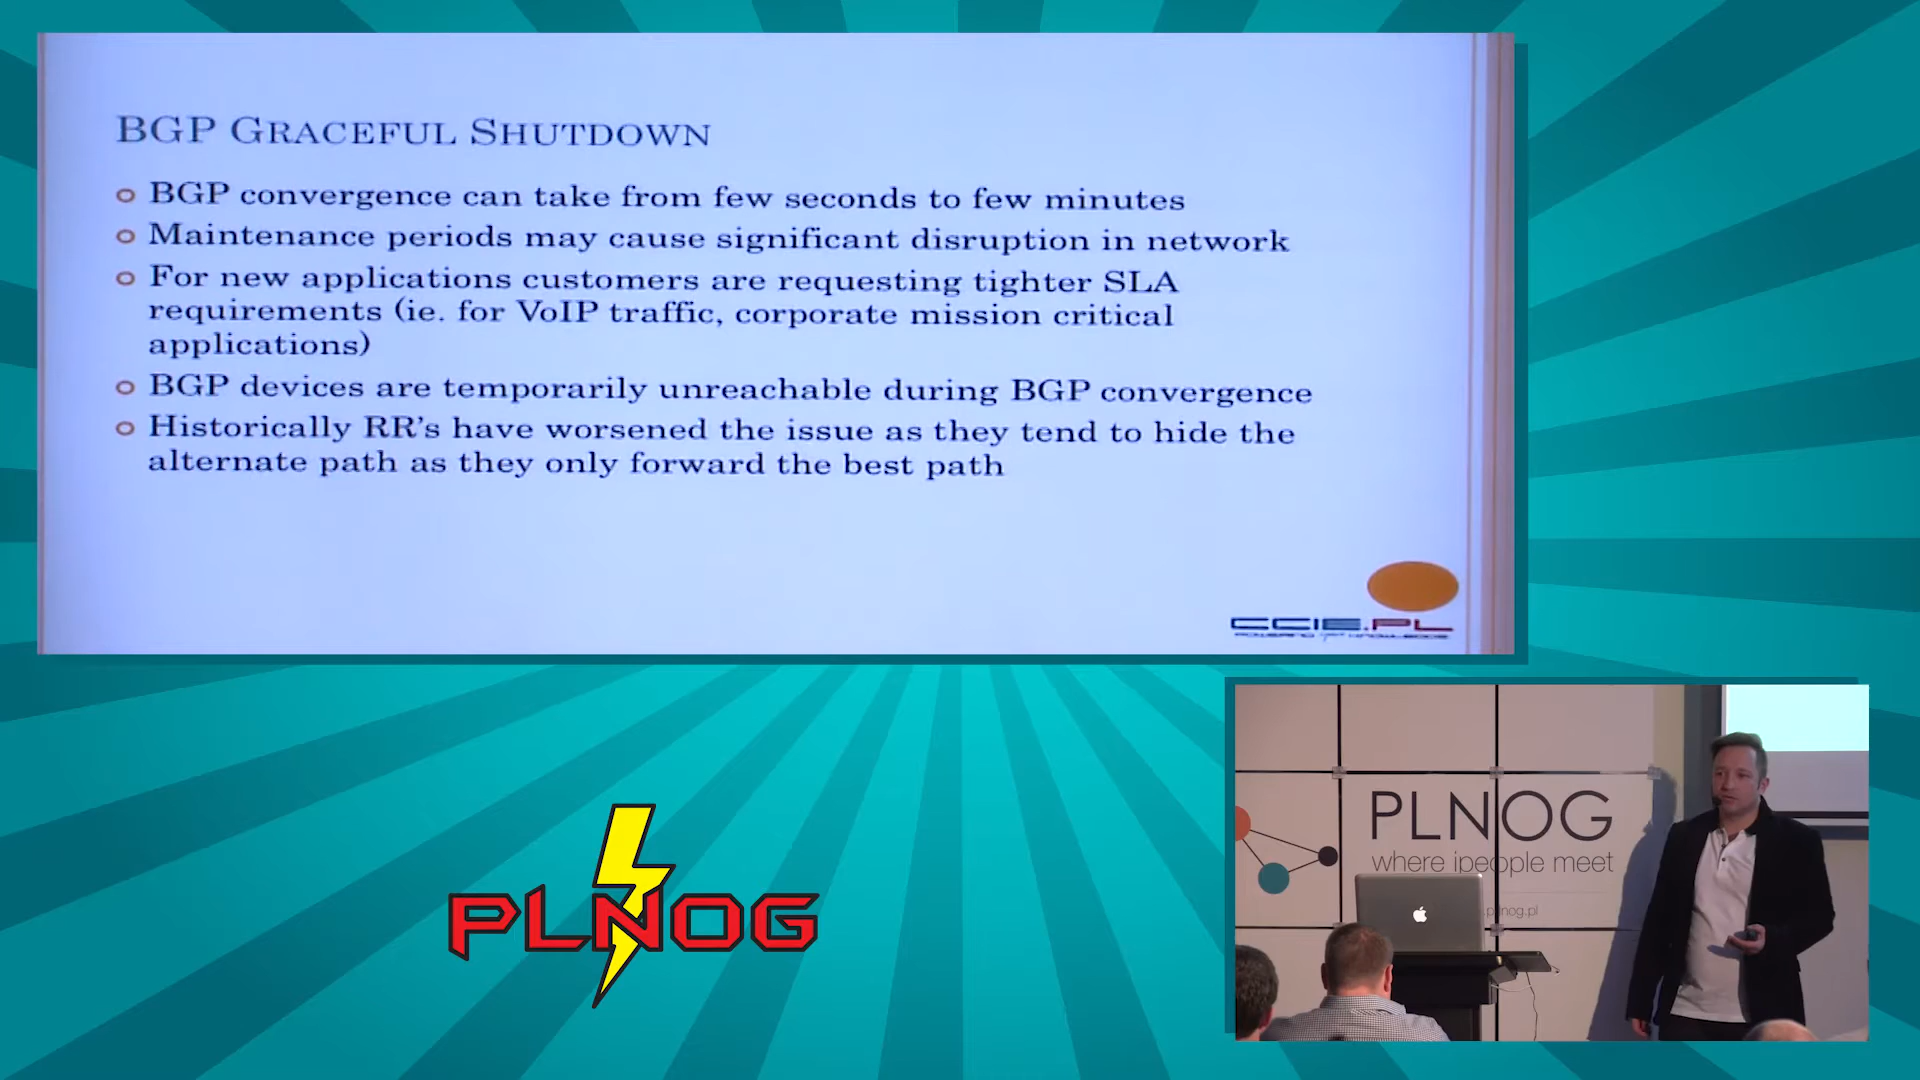 BGP GRACEFUL SHUTDOWN
BGP convergence can take from few seconds to few minutes
Maintenance periods may cause significant disruption in network
For new applications customers are requesting tighter SLA
requirements (ie. for VoIP traffic, corporate mission critical
applications)
BGP devices are temporarily unreachable during BGP convergence
Historically RR's have worsened the issue as they tend to hide the
alternate path as they only forward the best path
CCIE.PL
PLNOG
PLNOG
where ipeople meet
plnog.pl